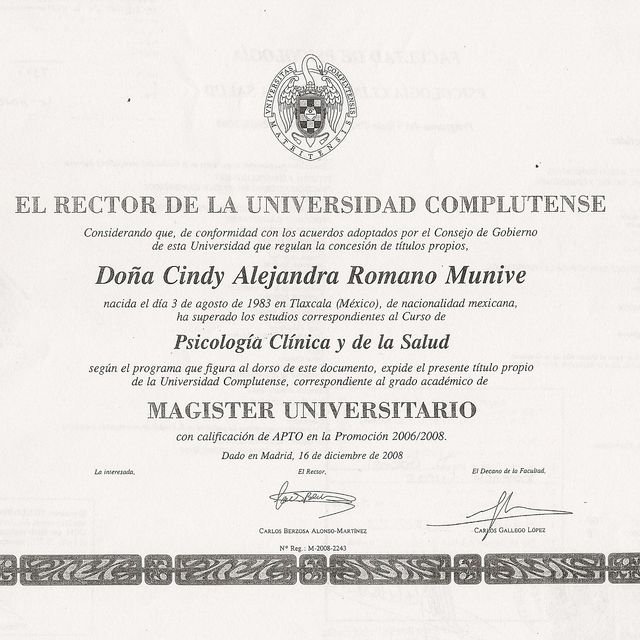 UNIVERSITAS COMPLUTENSIS
MATRITENSIS
EL RECTOR DE LA UNIVERSIDAD COMPLUTENSE
Considerando que, de conformidad con los acuerdos adoptados por el Consejo de Gobierno
de esta Universidad que regulan la concesión de títulos propios,
Doña Cindy Alejandra Romano Munive
nacida el día 3 de agosto de 1983 en Tlaxcala (México), de nacionalidad mexicana,
ha superado los estudios correspondientes al Curso de
Psicología Clínica y de la Salud
según el programa que figura al dorso de este documento, expide el presente título propio
de la Universidad Complutense, correspondiente al grado académico de
MAGISTER UNIVERSITARIO
con calificación de APTO en la Promoción 2006/2008.
Dado en Madrid, 16 de diciembre de 2008
La interesada, El Rector, El Decano de la Facultad,
CARLOS BERZOSA ALONSO-MARTÍNEZ CARLOS GALLEGO LÓPEZ
Nº Reg.: M-2008-2243